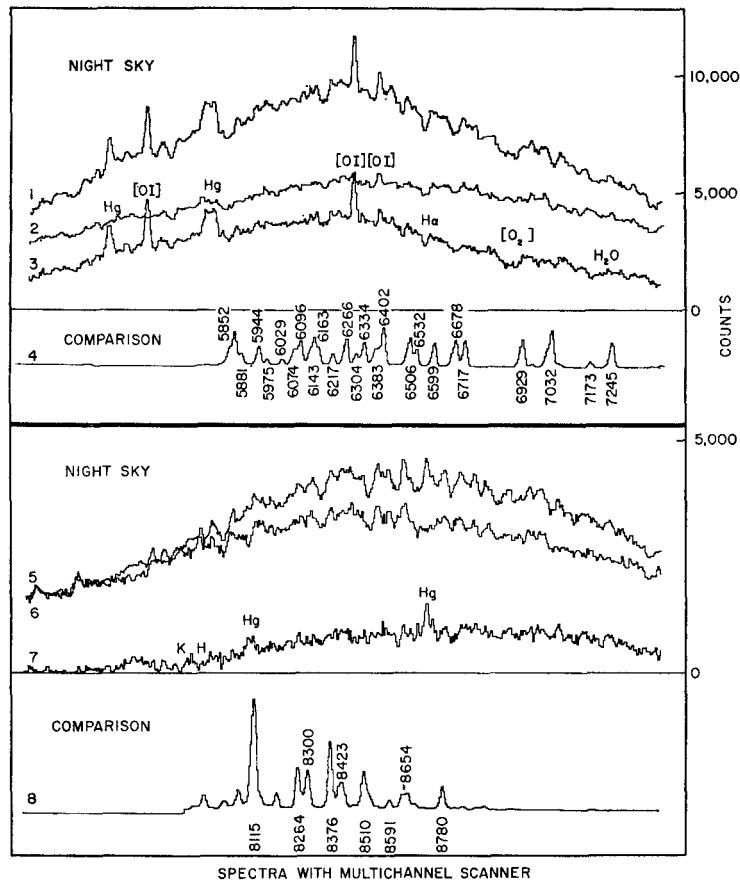 NIGHT SKY
10,000
1
[OI]
Hg
2
Hg
[OI][OI]
5,000
3
Hα
[O₂]
H₂O
0
COUNTS
COMPARISON
4
5852
5944
6029
6096
6163
6266
6334
6402
6532
6678
5881
5975
6074
6143
6217
6304
6383
6506
6599
6717
6929
7032
7173
7245
5,000
NIGHT SKY
5
6
7
K
H
Hg
Hg
0
COMPARISON
8
8300
8423
8654
8115
8264
8376
8510
8591
8780
SPECTRA WITH MULTICHANNEL SCANNER